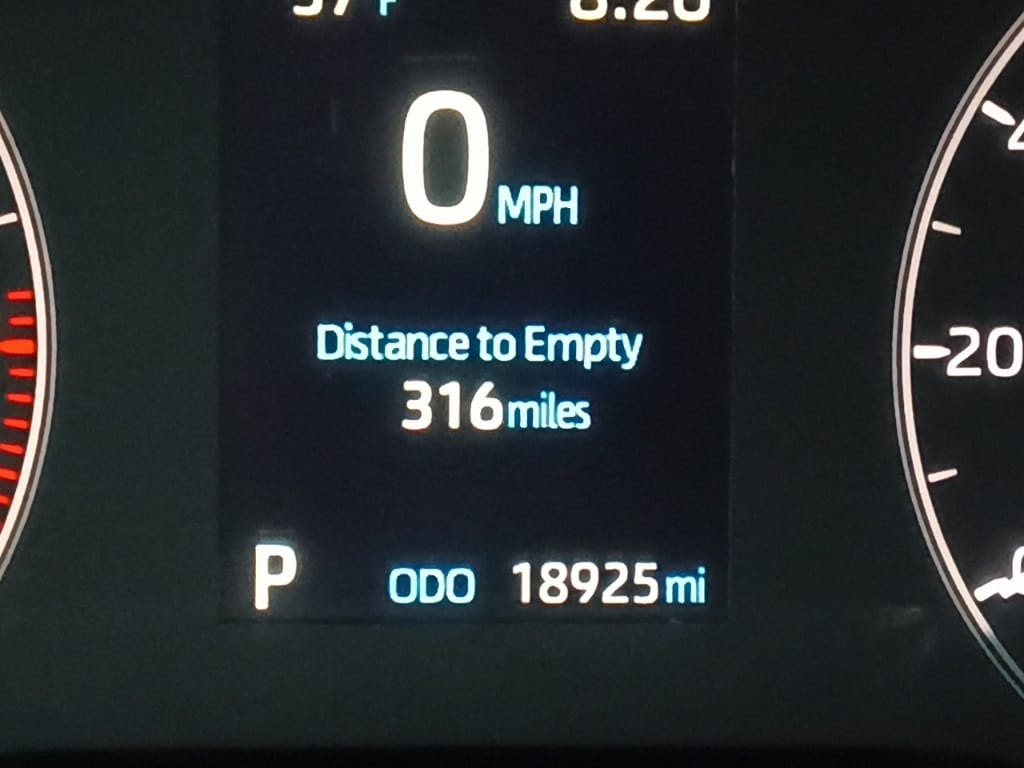 0 MPH
Distance to Empty
316 miles
-20
P ODO 18925 mi